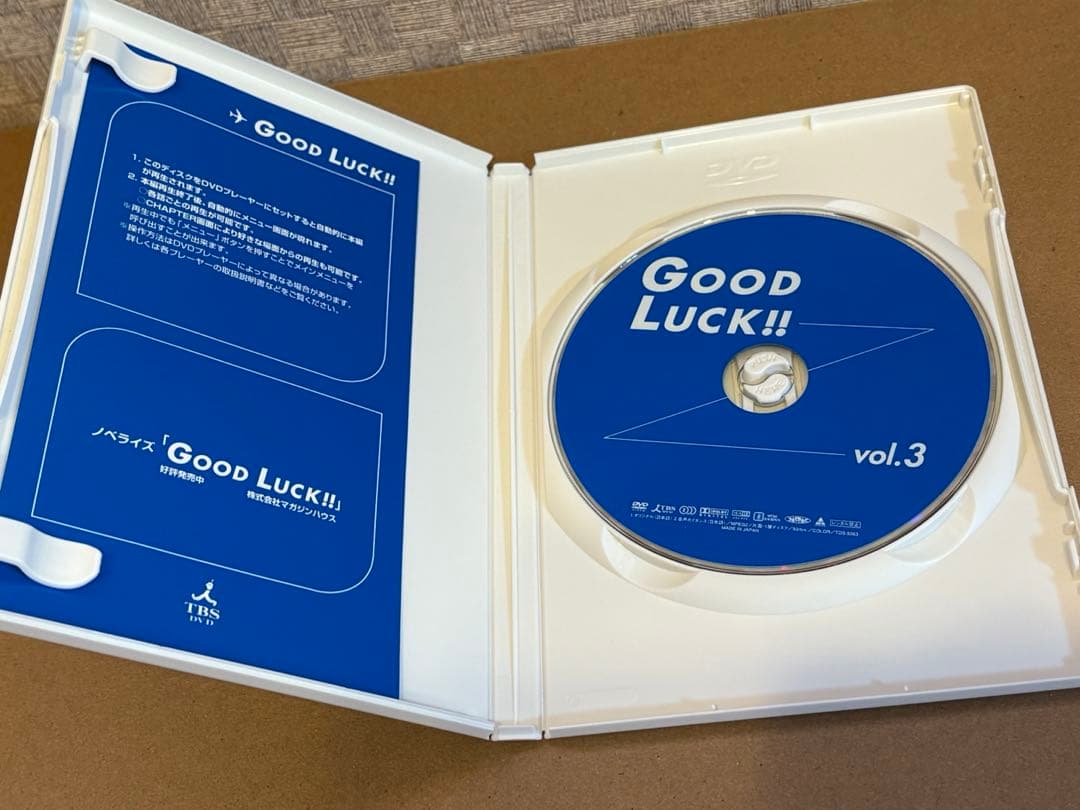 GOOD LUCK!!
1. このディスクをDVDプレーヤーにセットすると自動的に本編
が再生されます。
2. 本編再生終了後、自動的にメニュー画面が現れます。
○各話ごとの再生が可能です。
○CHAPTER画面により好きな場面からの再生も可能です。
※再生中でも「メニュー」ボタンを押すことでメインメニューを
呼び出すことが出来ます。
※操作方法はDVDプレーヤーによって異なる場合があります。
詳しくは各プレーヤーの取扱説明書などをご覧ください。
ノベライズ「GOOD LUCK!!」
好評発売中 株式会社マガジンハウス
TBS
DVD
DVD
GOOD
LUCK!!
vol.3
DVD TBS
MADE IN JAPAN